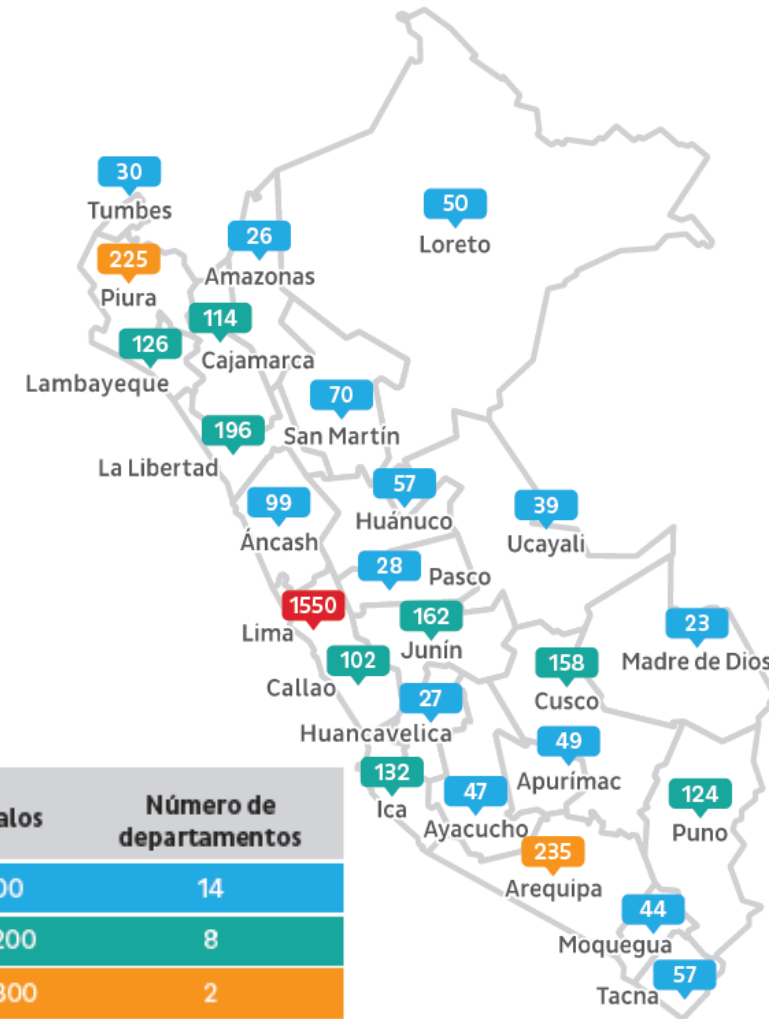 30
Tumbes
50
Loreto
26
Amazonas
225
Piura
114
Cajamarca
126
Lambayeque
70
San Martín
196
La Libertad
57
Huánuco
99
Áncash
39
Ucayali
28
Pasco
1550
Lima
162
Junín
23
Madre de Dios
102
Callao
158
Cusco
27
Huancavelica
49
Apurímac
132
Ica
47
Ayacucho
124
Puno
235
Arequipa
44
Moquegua
57
Tacna
Número de
departamentos
14
200 8
300 2